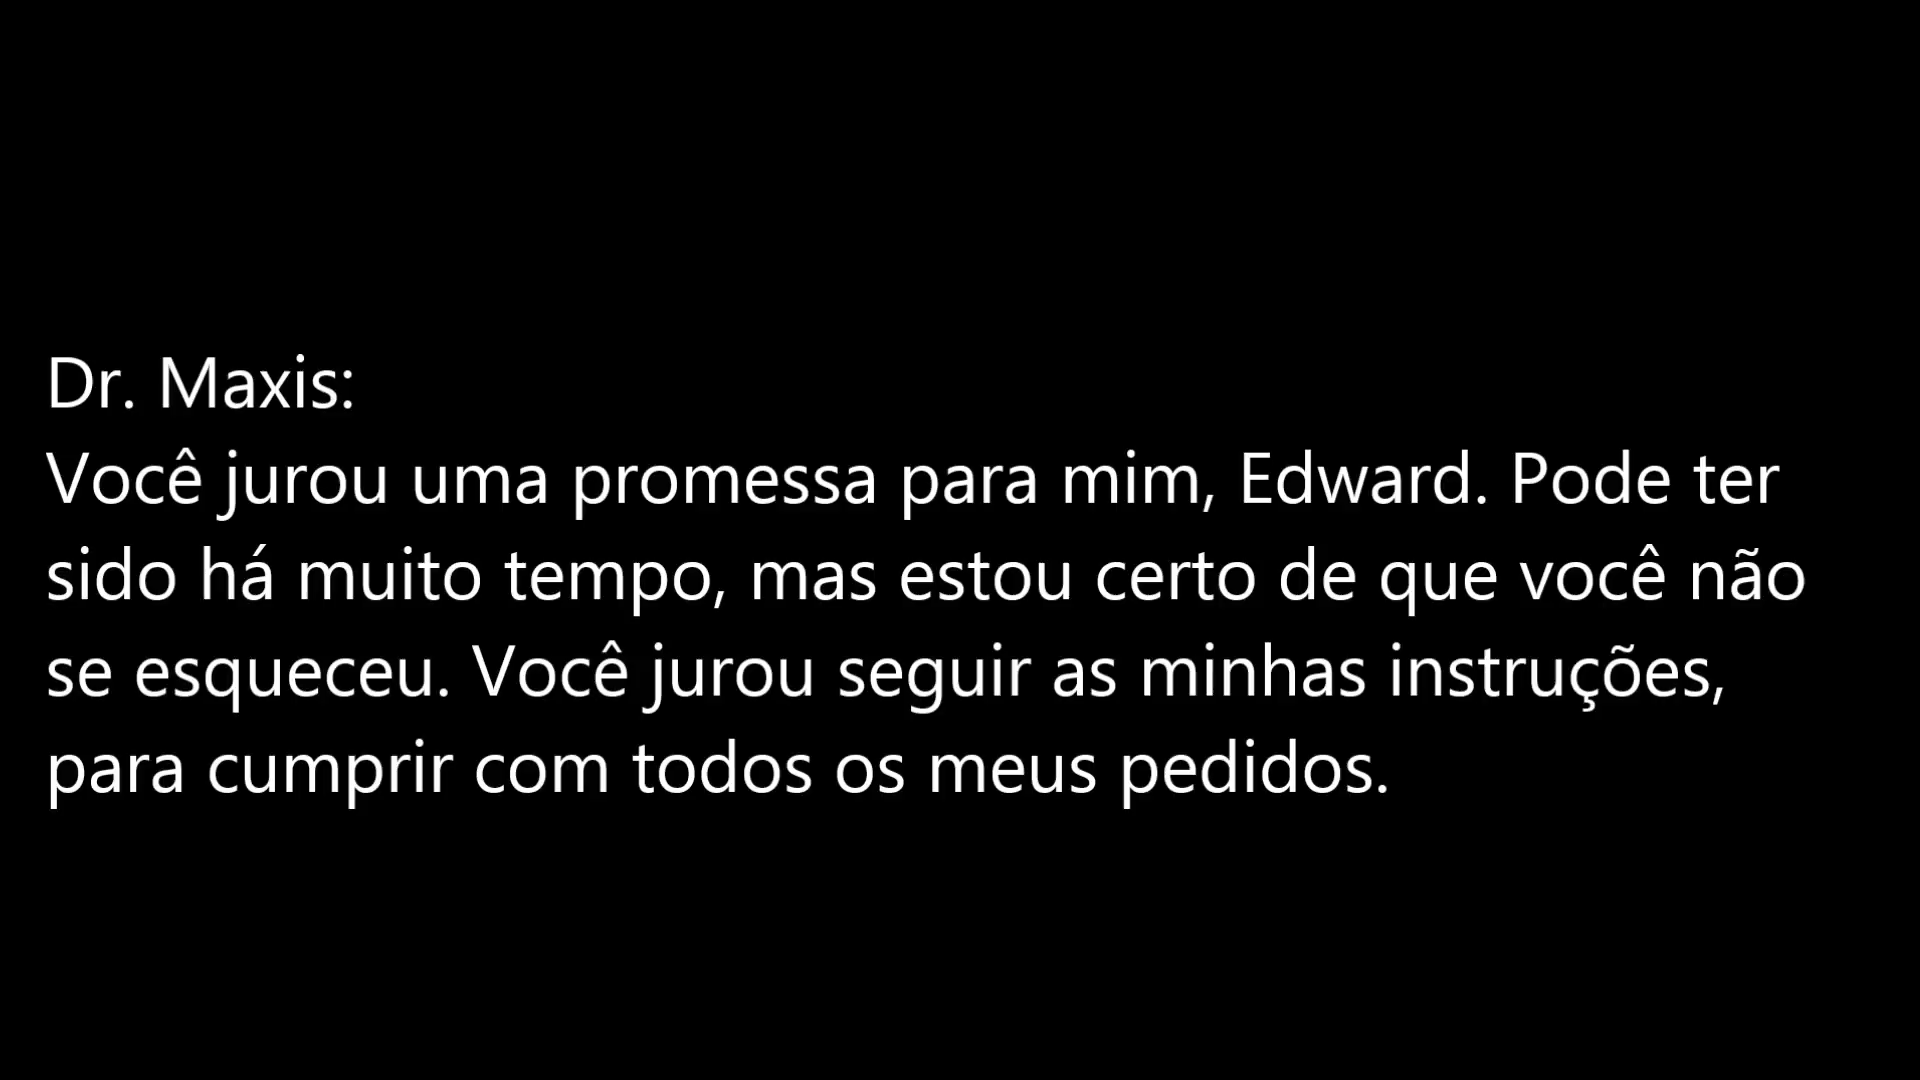 Dr. Maxis:
Você jurou uma promessa para mim, Edward. Pode ter
sido há muito tempo, mas estou certo de que você não
se esqueceu. Você jurou seguir as minhas instruções,
para cumprir com todos os meus pedidos.